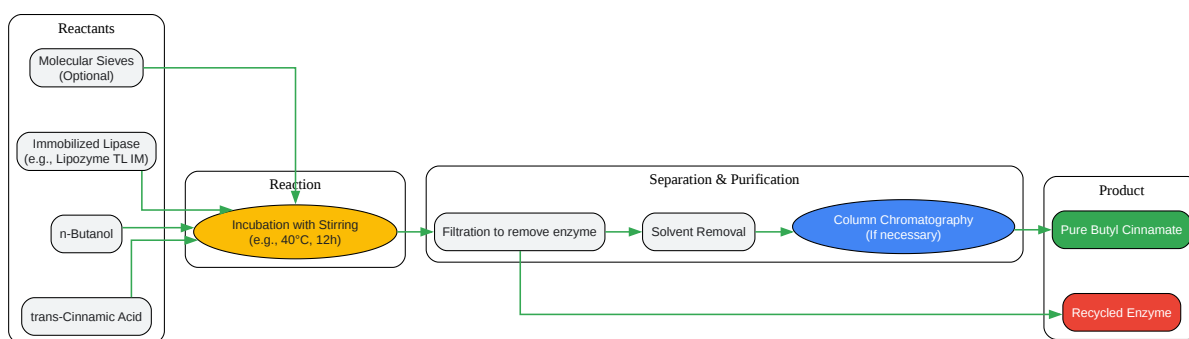 Reactants
Molecular Sieves
(Optional)
Immobilized Lipase
(e.g., Lipozyme TL IM)
n-Butanol
trans-Cinnamic Acid
Reaction
Incubation with Stirring
(e.g., 40°C, 12h)
Separation & Purification
Filtration to remove enzyme
Solvent Removal
Column Chromatography
(If necessary)
Product
Pure Butyl Cinnamate
Recycled Enzyme